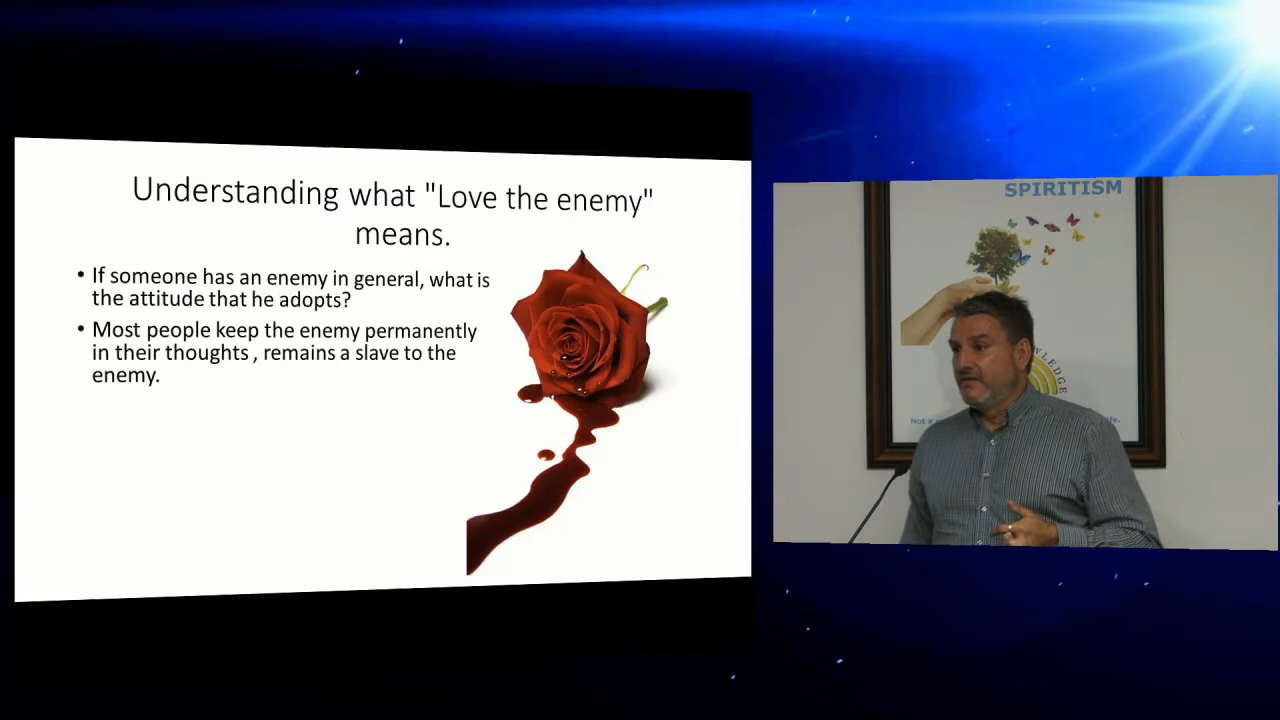 Understanding what "Love the enemy"
means.
• If someone has an enemy in general, what is
the attitude that he adopts?
• Most people keep the enemy permanently
in their thoughts , remains a slave to the
enemy.
SPIRITISM
Not a